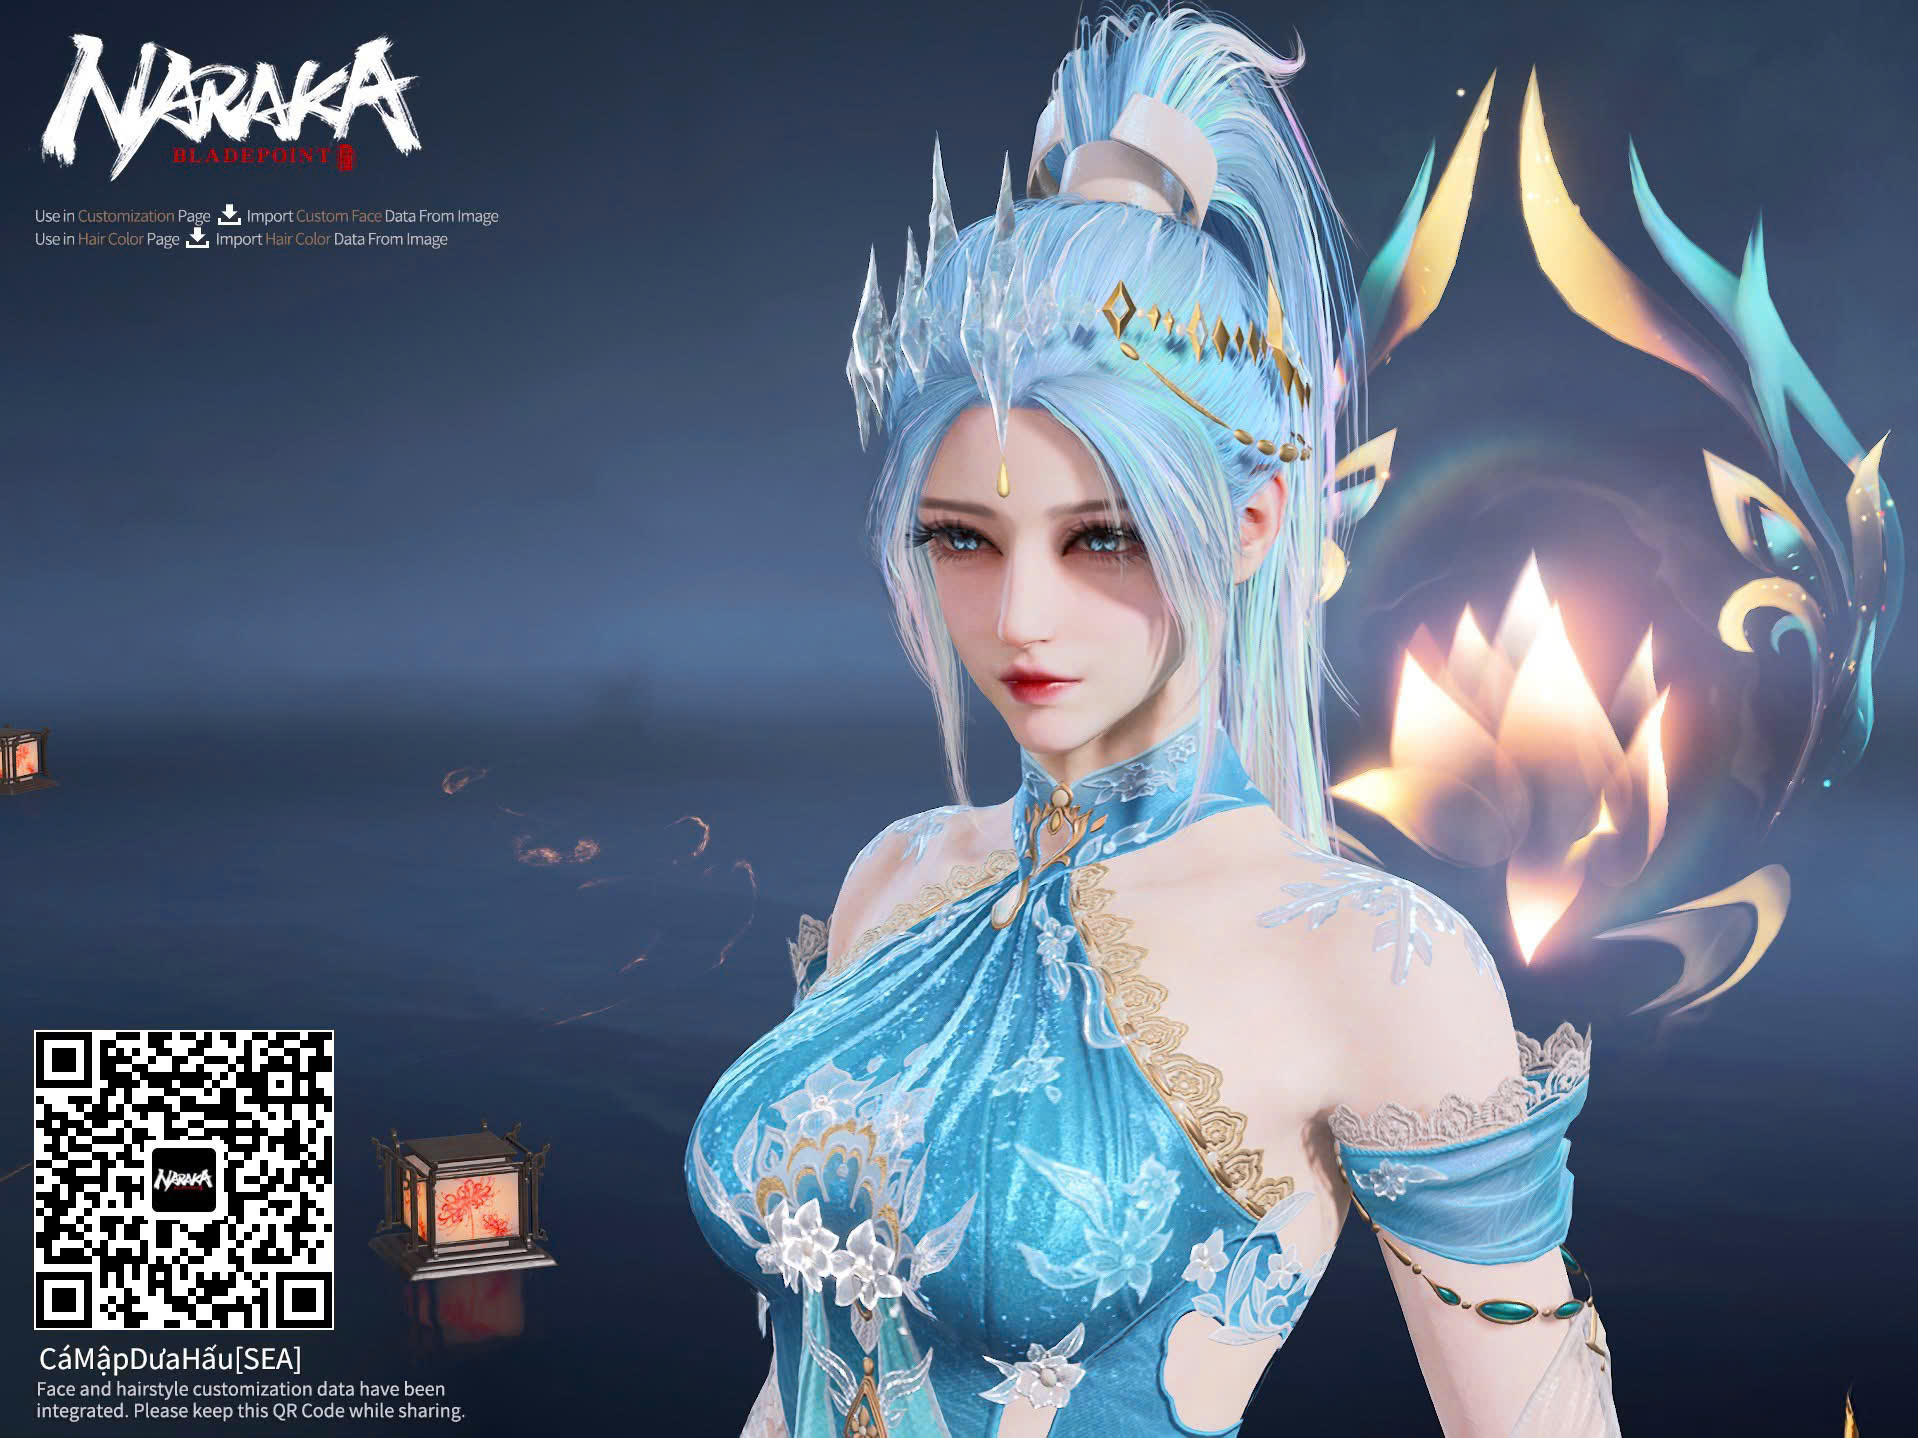 NARAKA
BLADEPOINT
Use in Customization Page Import Custom Face Data From Image
Use in Hair Color Page Import Hair Color Data From Image
NARAKA
CáMậpDưaHấu[SEA]
Face and hairstyle customization data have been
integrated. Please keep this QR Code while sharing.